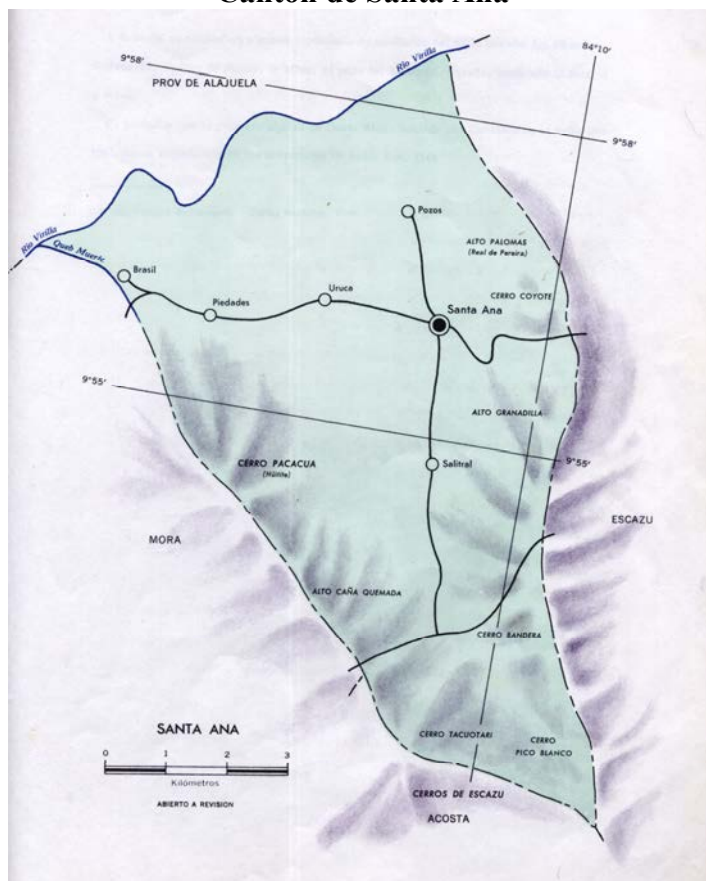 Cantón de Santa Ana
84°10'
9°58'
Río Virilla
PROV DE ALAJUELA
9°58'
Pozos
Río Virilla
Queb Muerte
ALTO PALOMAS
(Real de Pereira)
Brasil
Uruca
CERRO COYOTE
Piedades
Santa Ana
9°55'
ALTO GRANADILLA
CERRO PACACUA
Salitral
9°55'
ESCAZU
MORA
ALTO CAÑA QUEMADA
CERRO BANDERA
SANTA ANA
CERRO TACUOTARI
CERRO
PICO BLANCO
0 1 2 3
Kilómetros
CERROS DE ESCAZU
ABIERTO A REVISION
ACOSTA